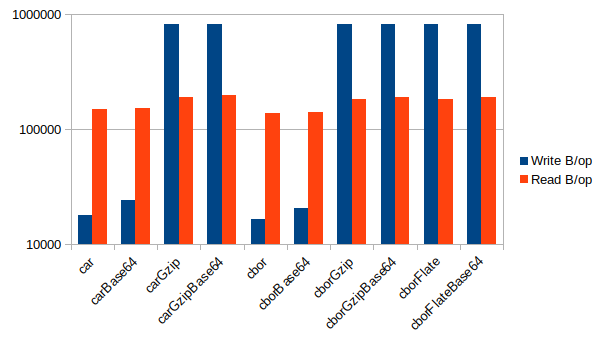 1000000
100000
10000
car
carBase64
carGzip
carGzipBase64
cbor
cborBase64
cborGzip
cborGzipBase64
cborFlate
cborFlateBase64
Write B/op
Read B/op